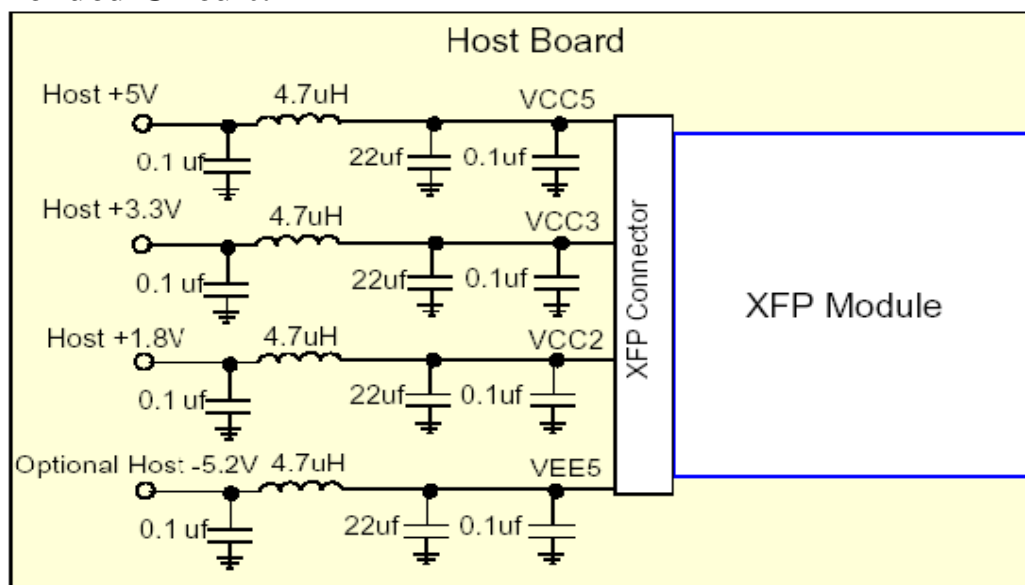 Host Board
Host +5V
4.7uH
VCC5
0.1 uf
22uf
0.1uf
Host +3.3V
4.7uH
VCC3
0.1 uf
22uf
0.1uf
Host +1.8V
4.7uH
VCC2
0.1 uf
22uf
0.1uf
Optional Host -5.2V
4.7uH
VEE5
0.1 uf
22uf
0.1uf
XFP Connector
XFP Module